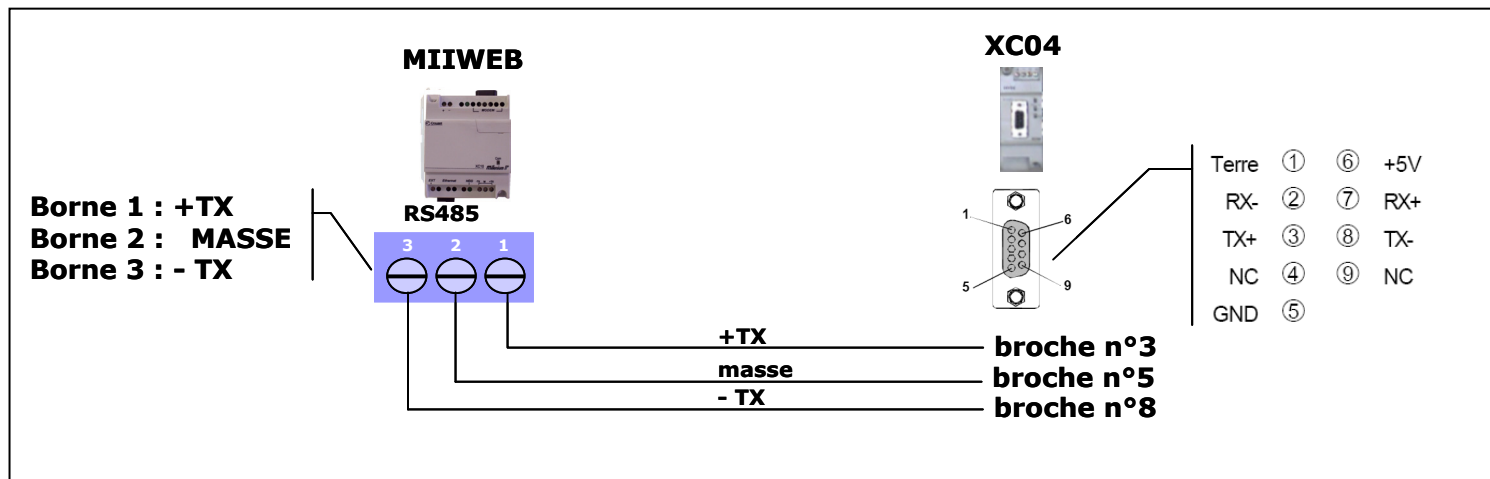 MIIWEB
XC04
RS485
Borne 1 : +TX
Borne 2 : MASSE
Borne 3 : - TX
3 2 1
1 6
5 9
Terre ① ⑥ +5V
RX- ② ⑦ RX+
TX+ ③ ⑧ TX-
NC ④ ⑨ NC
GND ⑤
+TX broche n°3
masse broche n°5
- TX broche n°8